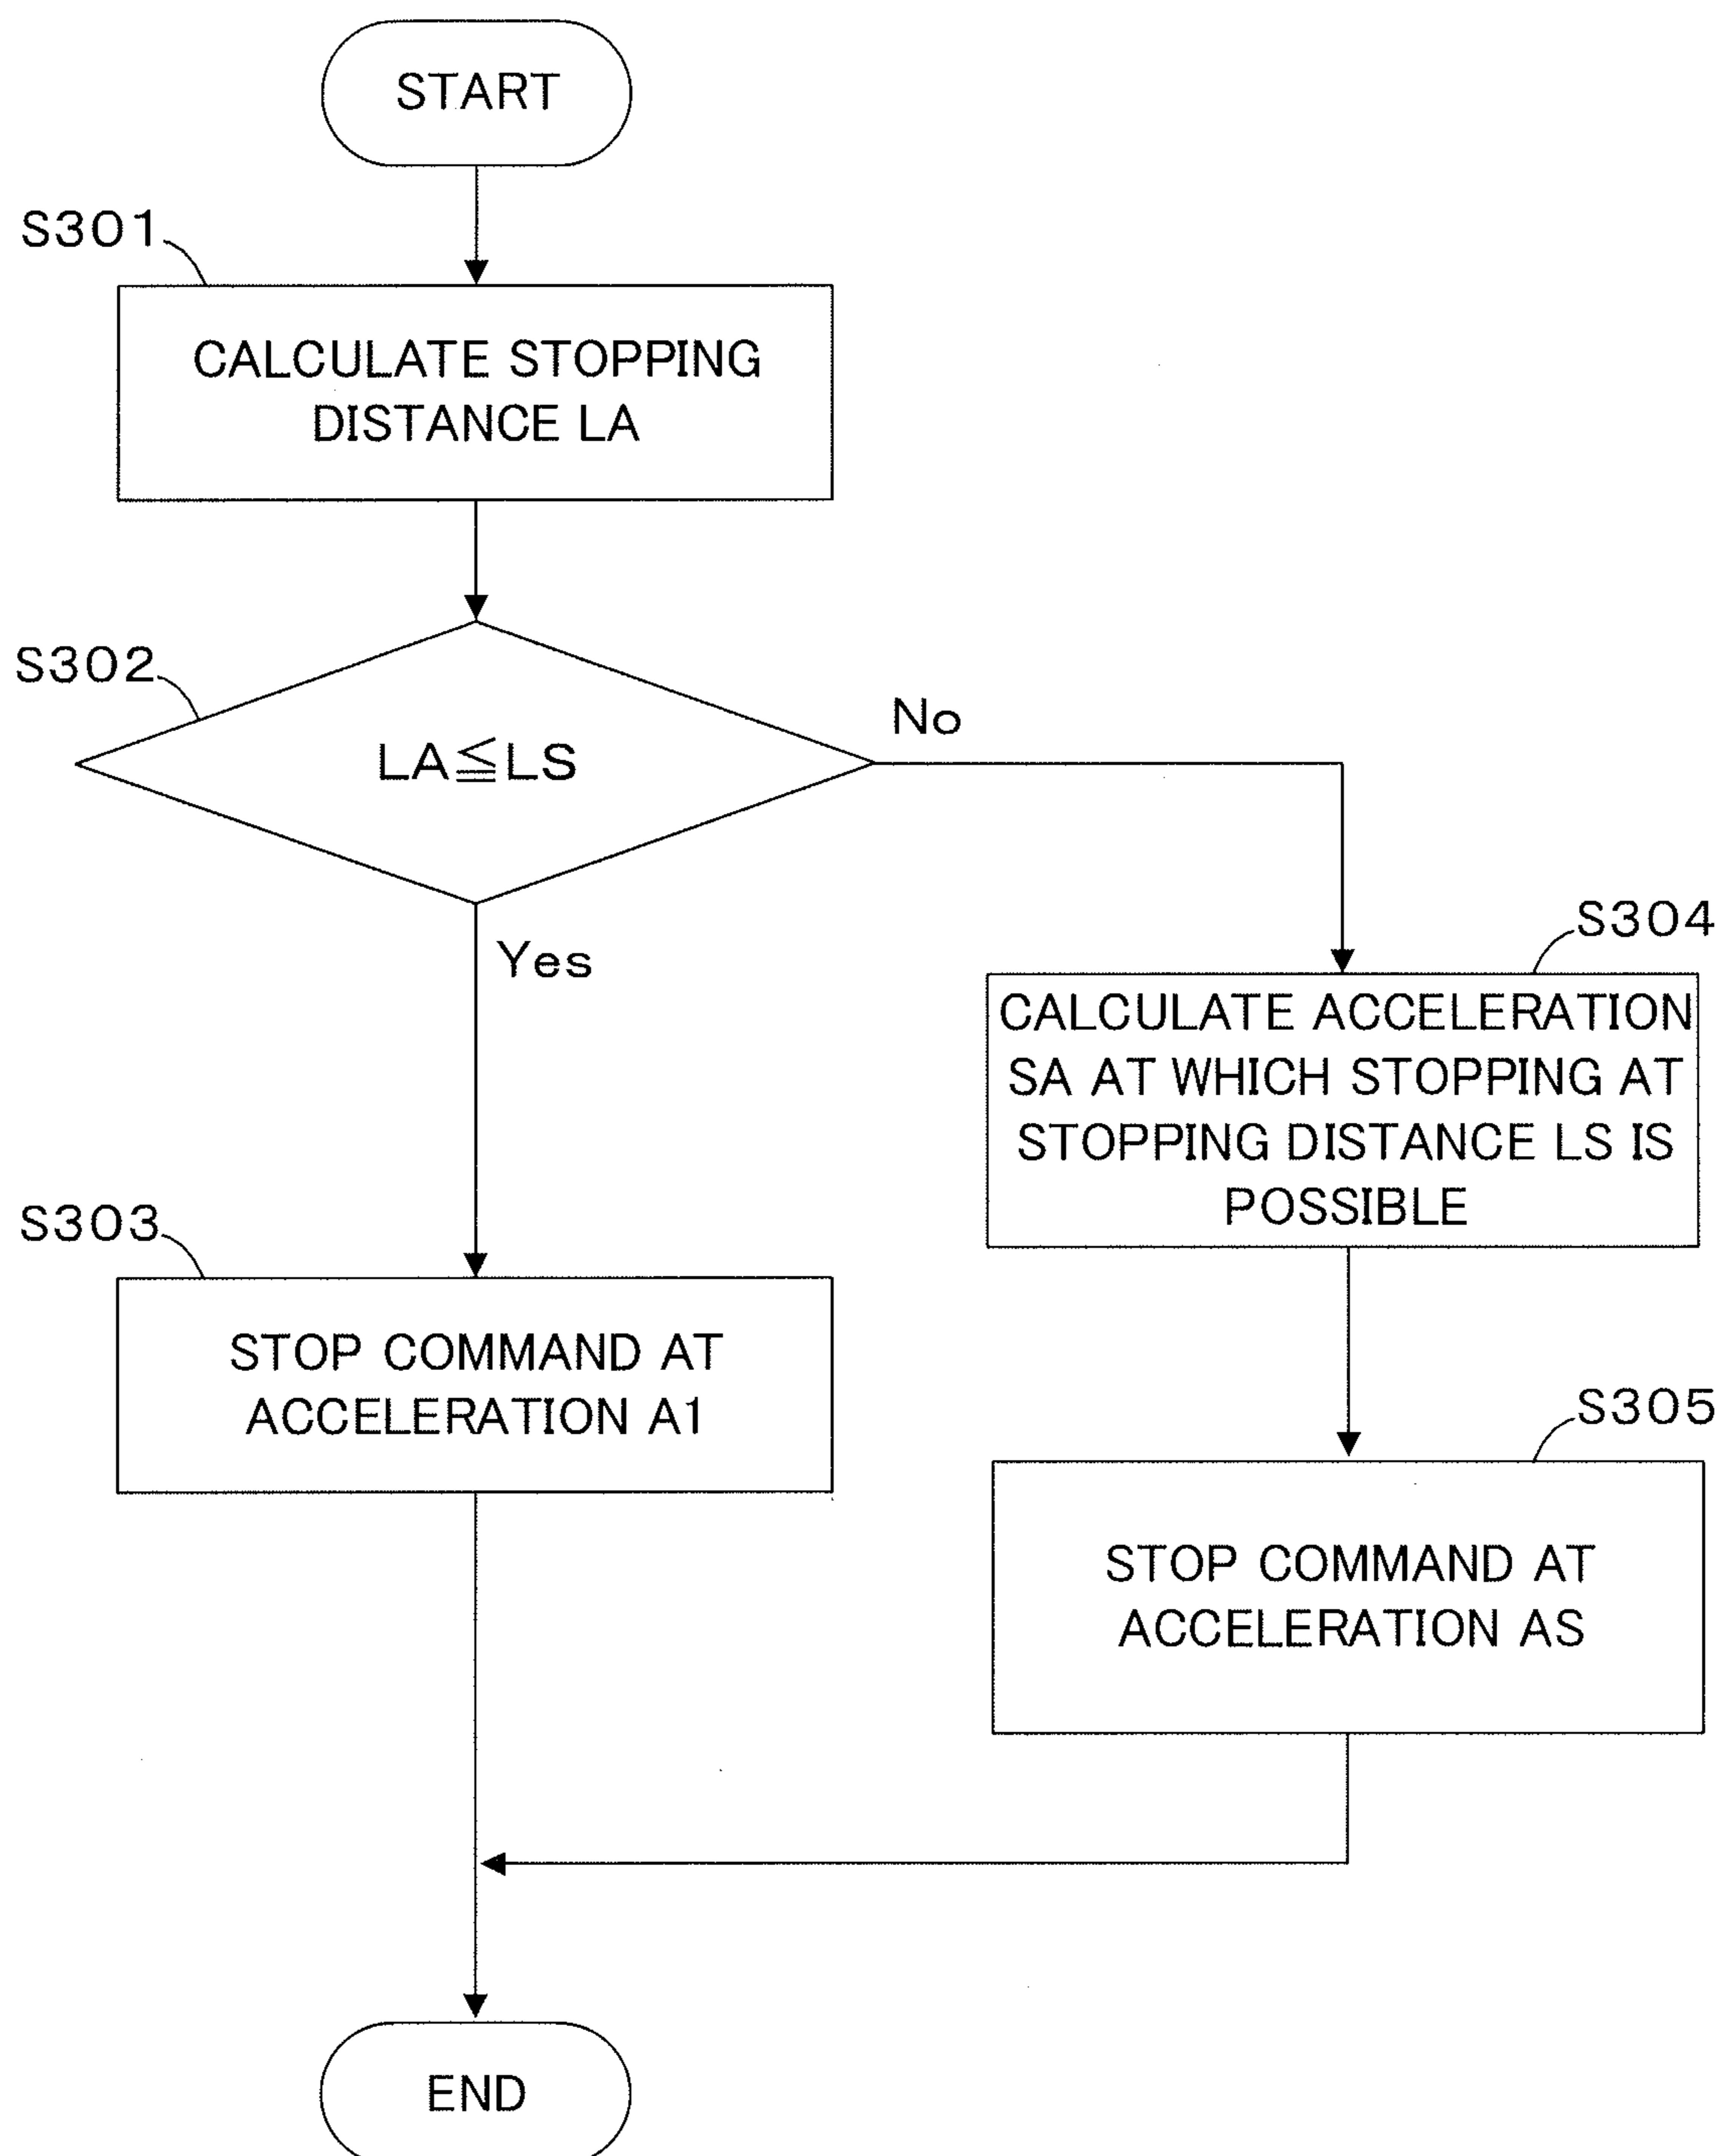 START
S301
CALCULATE STOPPING
DISTANCE LA
S302
LA≦LS
No
Yes
S304
CALCULATE ACCELERATION
SA AT WHICH STOPPING AT
STOPPING DISTANCE LS IS
POSSIBLE
S303
STOP COMMAND AT
ACCELERATION A1
S305
STOP COMMAND AT
ACCELERATION AS
END